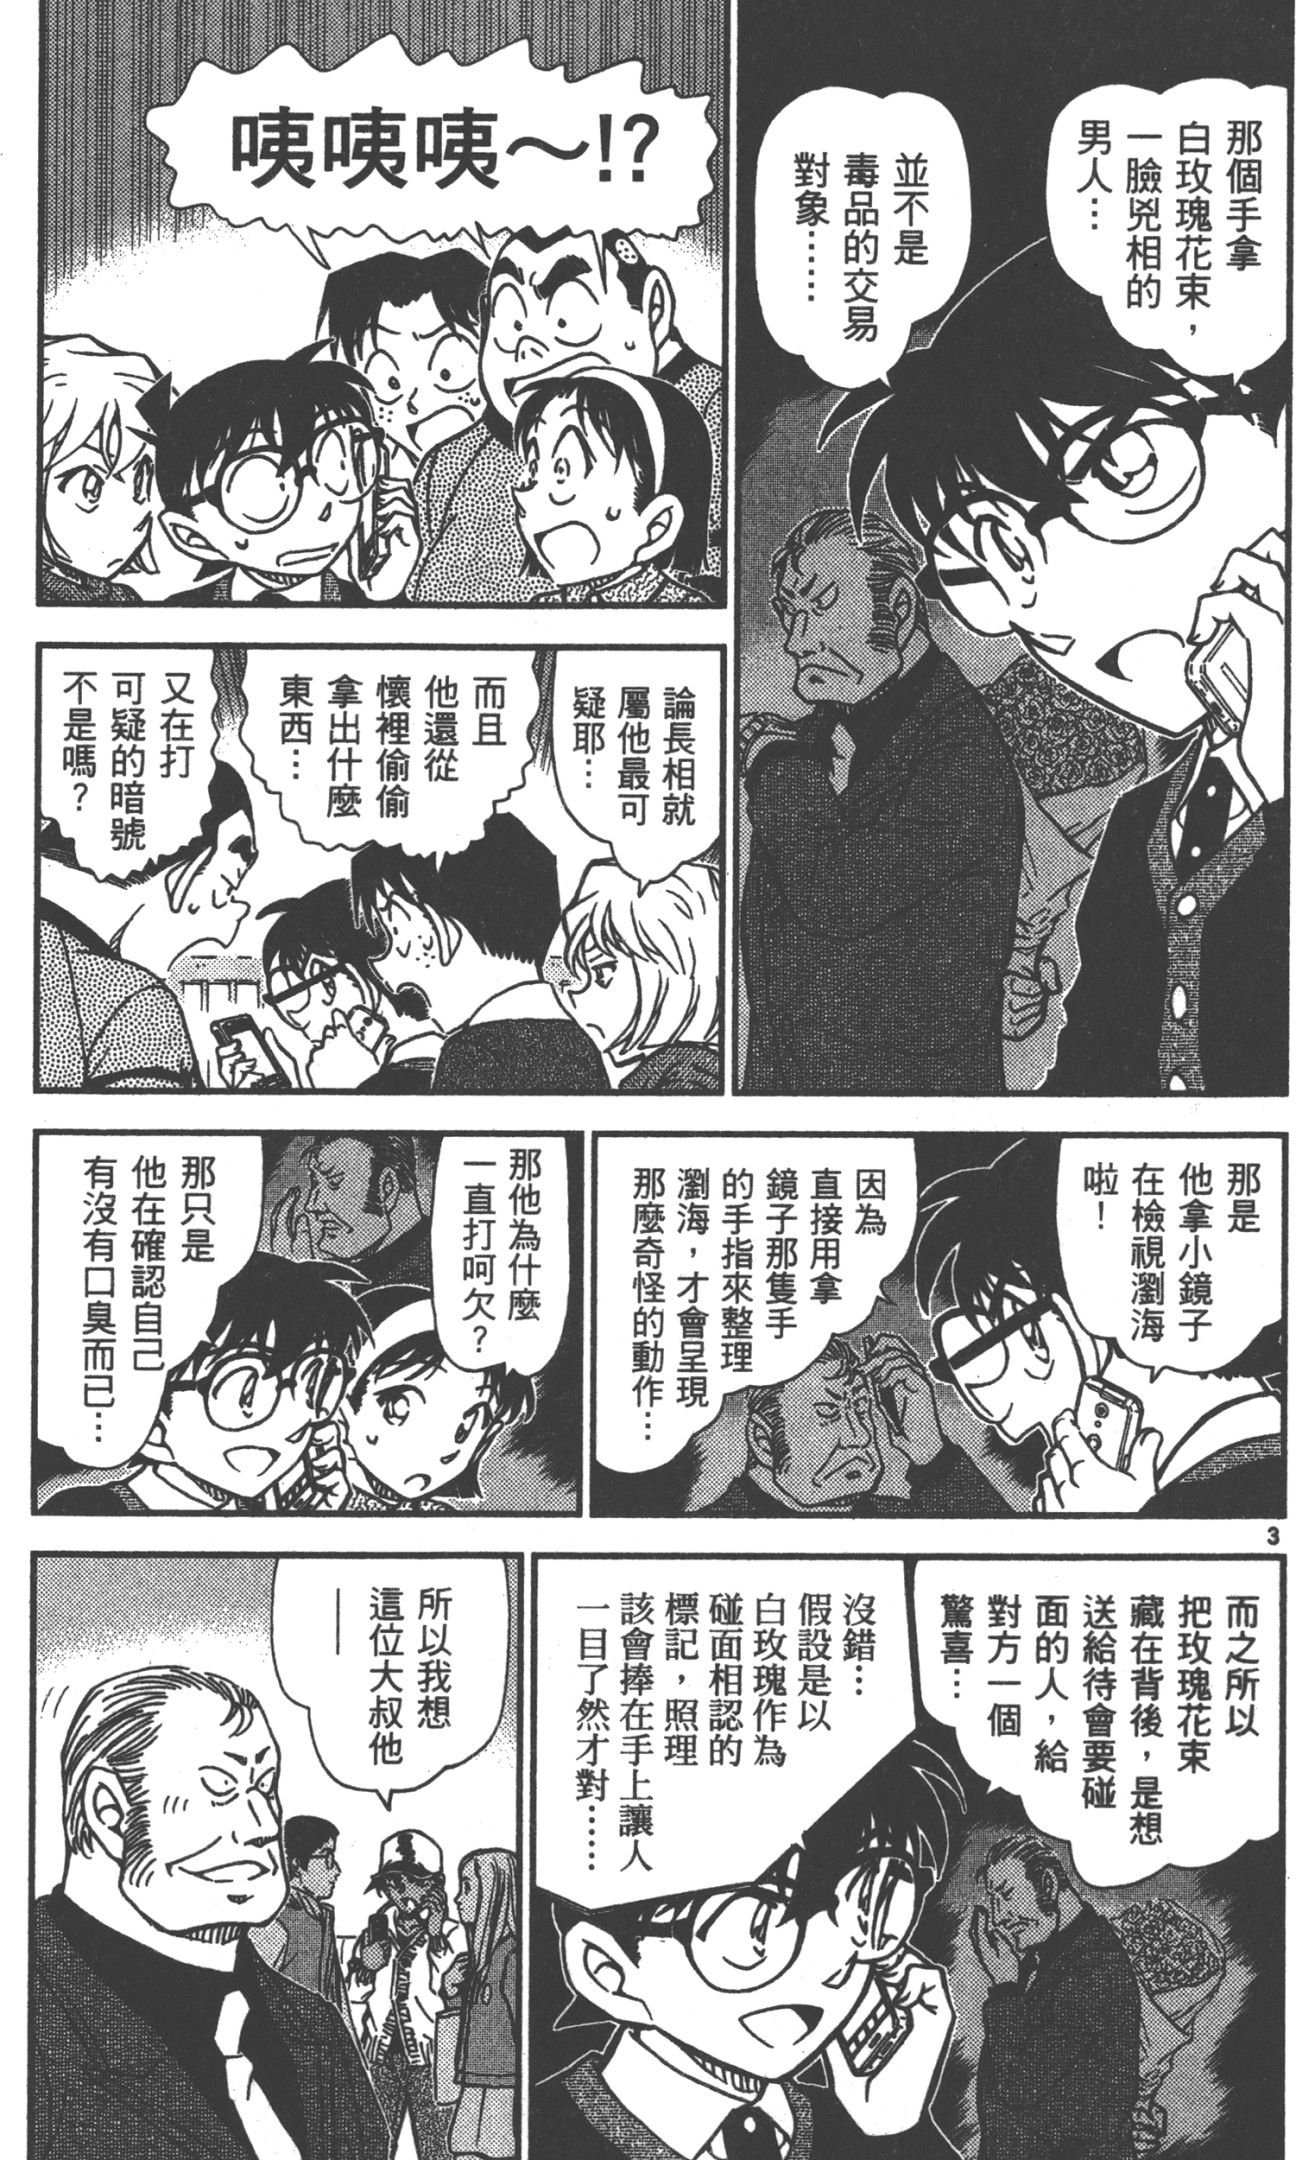 那個手拿
白玫瑰花束，
一臉兇相的
男人…
並不是
毒品的交易
對象……
咦咦咦～!?
論長相就
屬他最可
疑耶…
而且
他還從
懷裡偷偷
拿出什麼
東西…
又在打
可疑的暗號
不是嗎？
那是
他拿小鏡子
在檢視瀏海
啦！
因為
直接用拿
鏡子那隻手
的手指來整理
瀏海，才會呈現
那麼奇怪的動作…
那他為什麼
一直打呵欠？
那只是
他在確認自己
有沒有口臭而已…
3
而之所以
把玫瑰花束
藏在背後，是想
送給待會要碰
面的人，給
對方一個
驚喜…
沒錯…
假設是以
白玫瑰作為
碰面相認的
標記，照理
該會捧在手上讓人
一目了然才對……
所以我想
這位大叔他
——